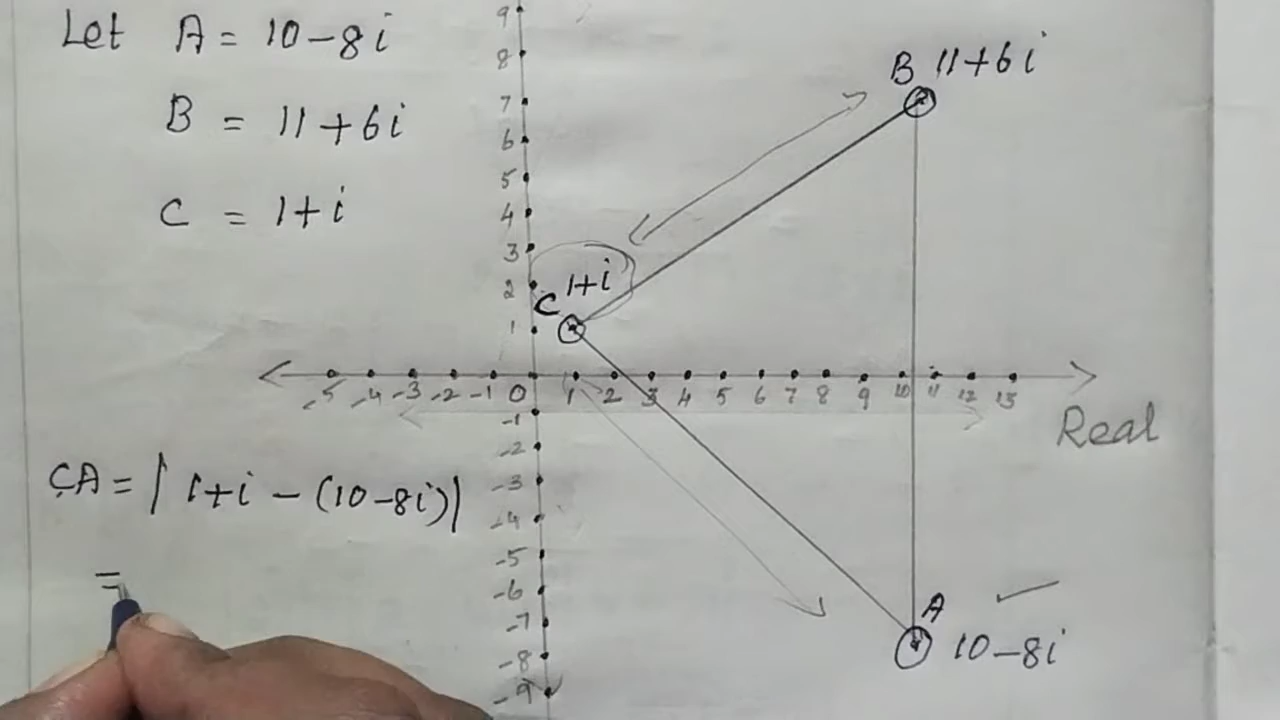 Let A = 10-8i
B = 11+6i
C = 1+i
9
8
7
6
5
4
3
2
1
B 11+6i
C 1+i
-5 -4 -3 -2 -1 0 1 2 3 4 5 6 7 8 9 10 11 12 13
Real
-1
-2
-3
-4
-5
-6
-7
-8
-9
CA = | 1+i - (10-8i)|
=
A
10-8i